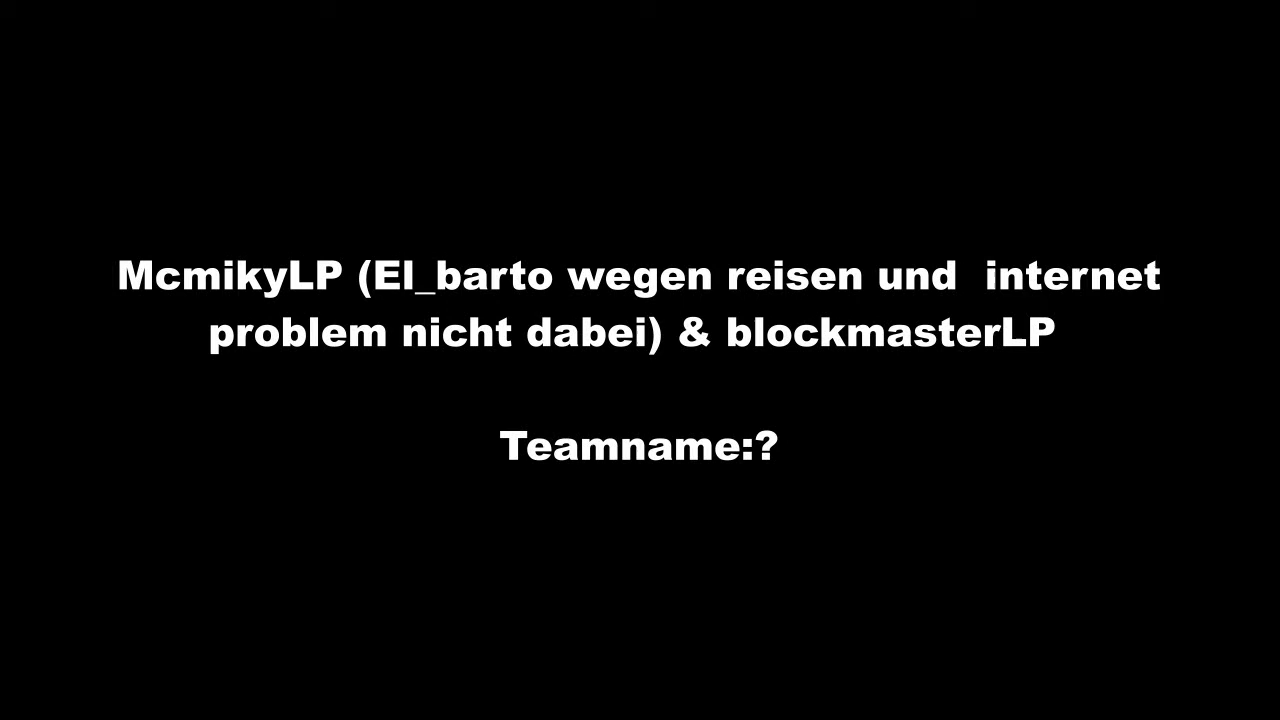 McmikyLP (El_barto wegen reisen und  internet
problem nicht dabei) & blockmasterLP
Teamname:?